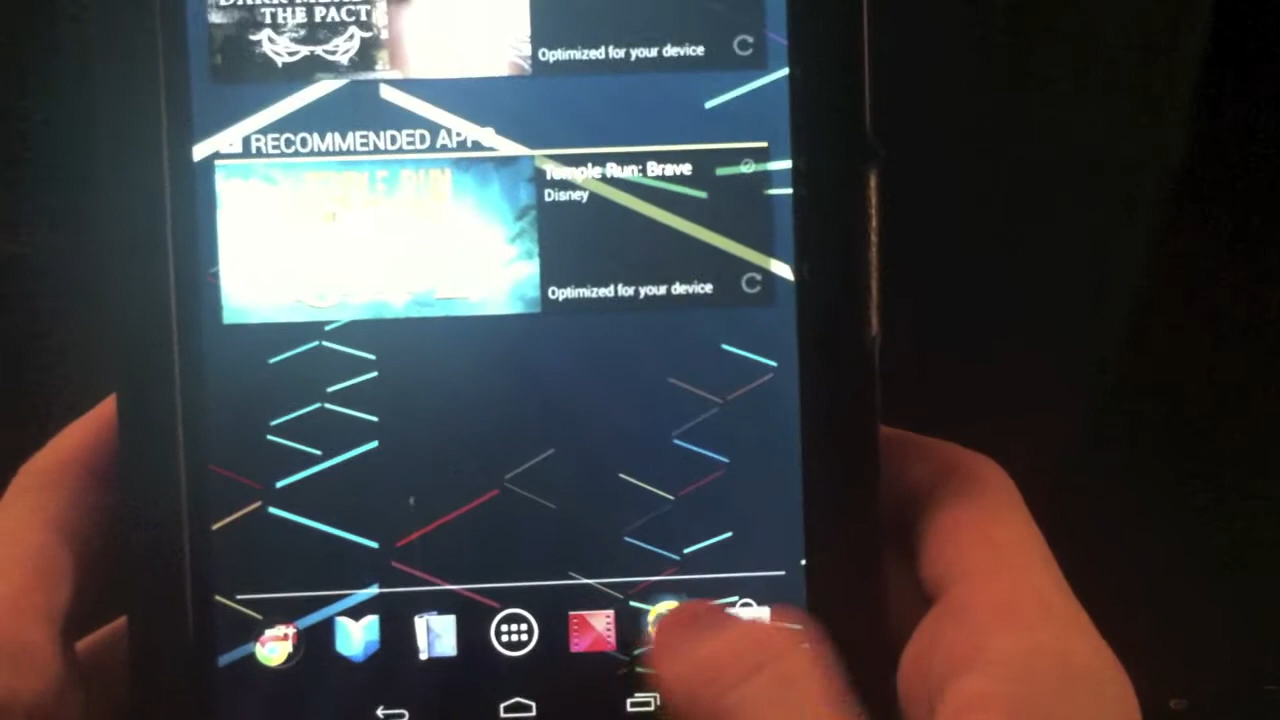 THE PACT
Optimized for your device
RECOMMENDED APPS
Temple Run: Brave
Disney
Optimized for your device